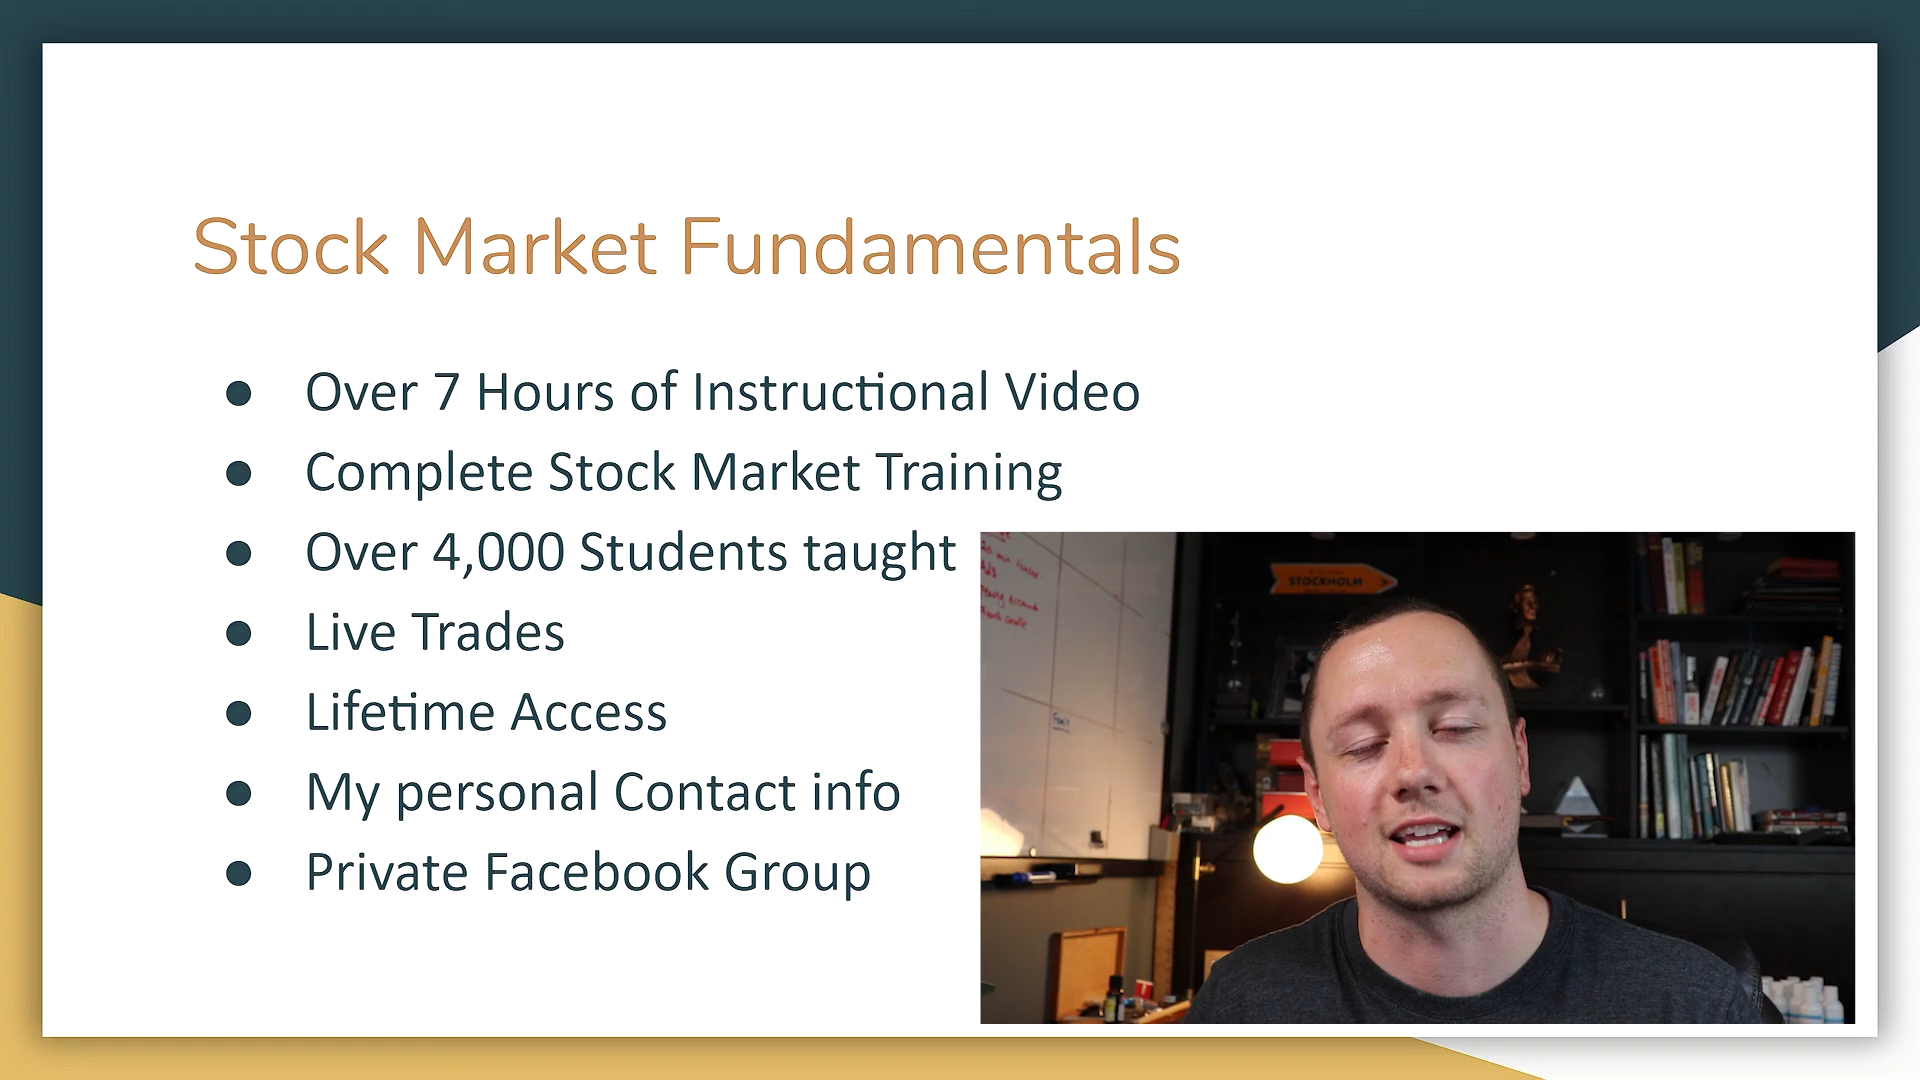 Stock Market Fundamentals
Over 7 Hours of Instructional Video
Complete Stock Market Training
Over 4,000 Students taught
Live Trades
Lifetime Access
My personal Contact info
Private Facebook Group
STOCKHOLM